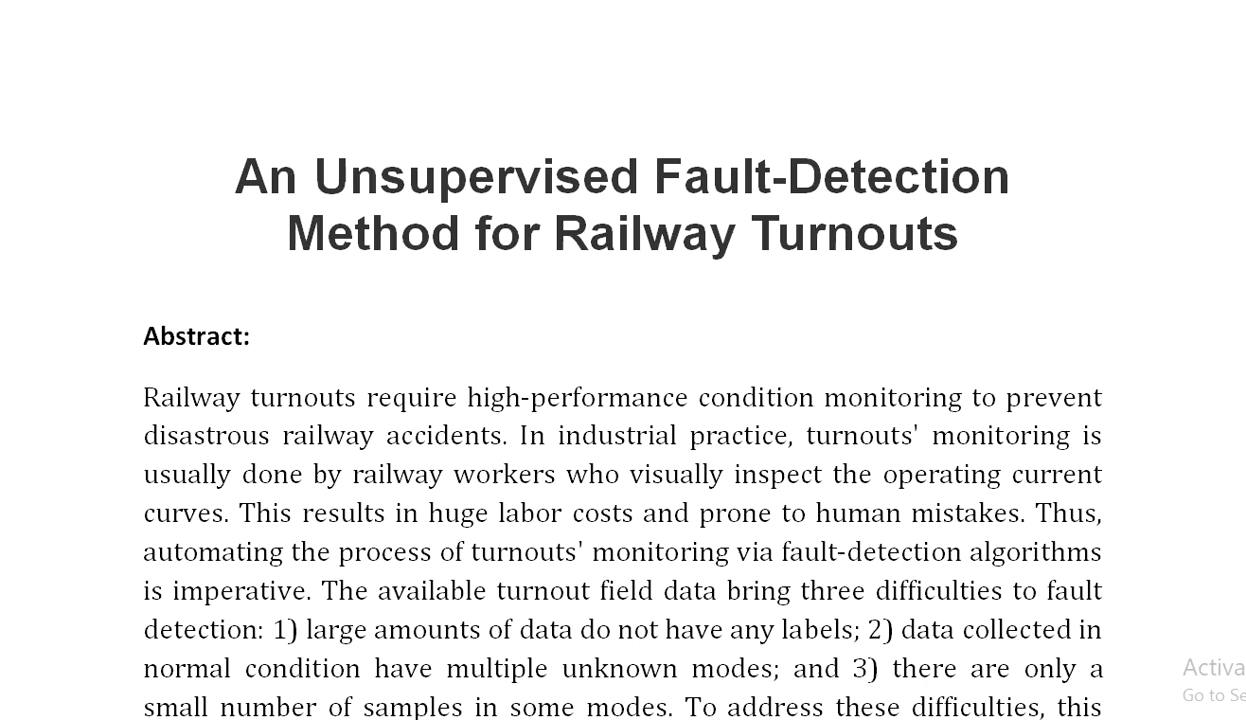 An Unsupervised Fault-Detection
Method for Railway Turnouts
Abstract:
Railway turnouts require high-performance condition monitoring to prevent
disastrous railway accidents. In industrial practice, turnouts' monitoring is
usually done by railway workers who visually inspect the operating current
curves. This results in huge labor costs and prone to human mistakes. Thus,
automating the process of turnouts' monitoring via fault-detection algorithms
is imperative. The available turnout field data bring three difficulties to fault
detection: 1) large amounts of data do not have any labels; 2) data collected in
normal condition have multiple unknown modes; and 3) there are only a
small number of samples in some modes. To address these difficulties, this
Activa
Go to Se